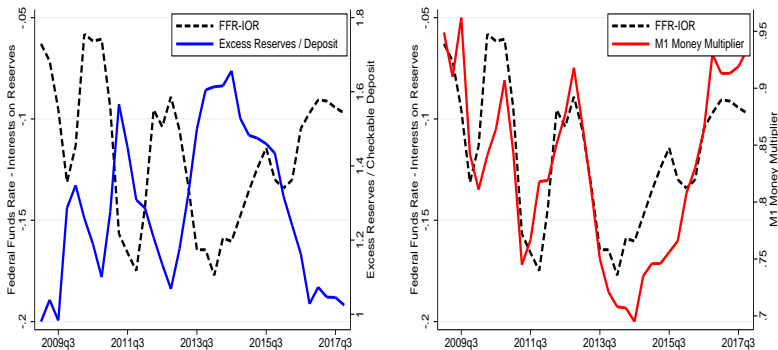 -.05
-.1
-.15
-.2
Federal Funds Rate - Interests on Reserves
FFR-IOR
Excess Reserves / Deposit
1.8
1.6
1.4
1.2
1
Excess Reserves / Checkable Deposit
2009q3 2011q3 2013q3 2015q3 2017q3
-.05
-.1
-.15
-.2
Federal Funds Rate - Interests on Reserves
FFR-IOR
M1 Money Multiplier
.95
.9
.85
.8
.75
.7
M1 Money Multiplier
2009q3 2011q3 2013q3 2015q3 2017q3